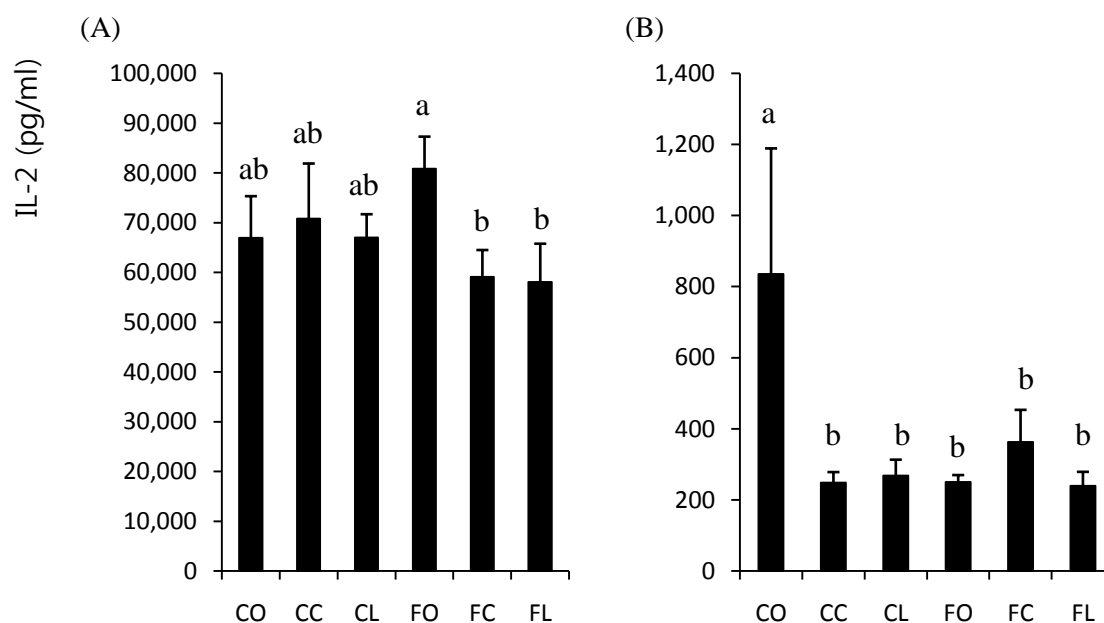 (A)
IL-2 (pg/ml)
100,000
90,000
80,000
70,000
60,000
50,000
40,000
30,000
20,000
10,000
0
ab
ab
ab
a
b
b
CO CC CL FO FC FL
(B)
1,400
1,200
1,000
800
600
400
200
0
a
b
b
b
b
b
CO CC CL FO FC FL